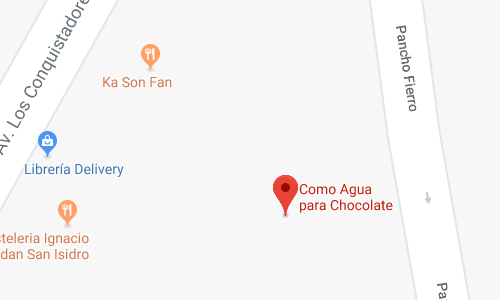 Av. Los Conquistadore
Pancho Fierro
Ka Son Fan
Librería Delivery
Como Agua
para Chocolate
steleria Ignacio
dan San Isidro
Pa